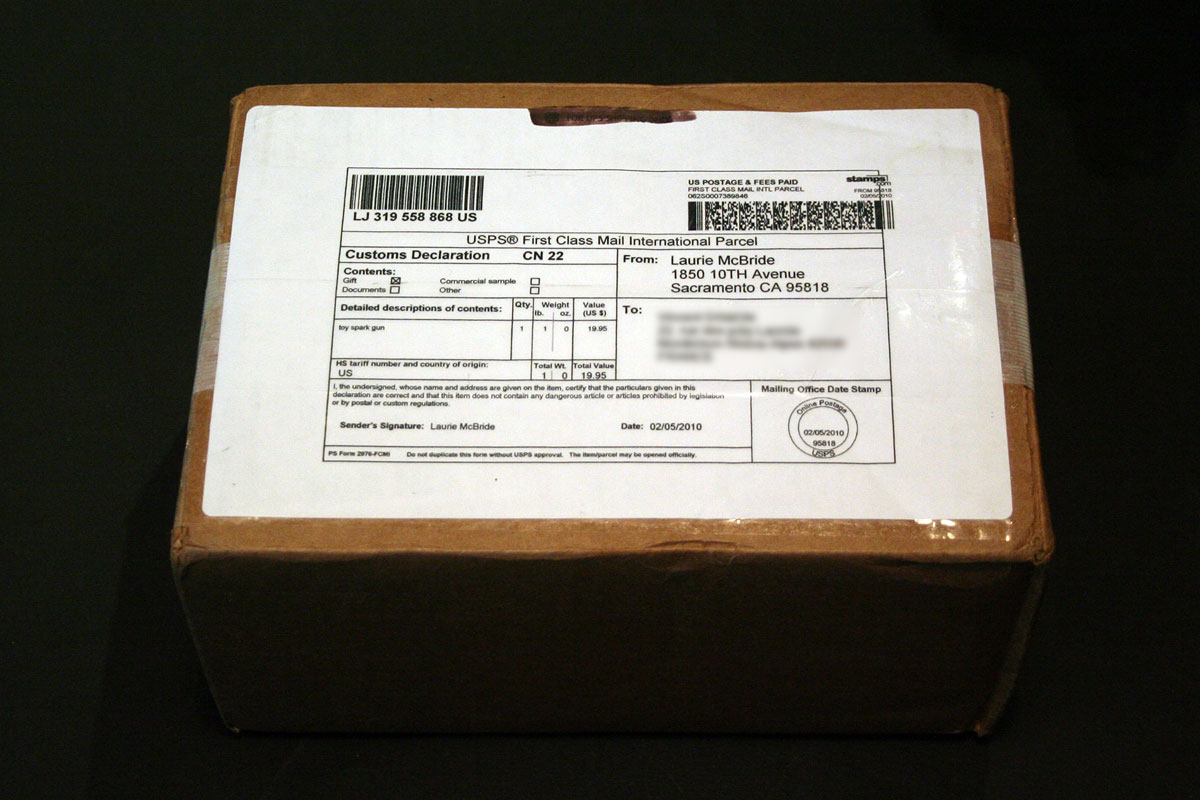 LJ 319 558 868 US
US POSTAGE & FEES PAID
FIRST CLASS MAIL INTL PARCEL
062S0007389846
stamps
.com
FROM 95818
02/05/2010
USPS® First Class Mail International Parcel
Customs Declaration CN 22
Contents:
Gift Commercial sample
Documents Other
From: Laurie McBride
1850 10TH Avenue
Sacramento CA 95818
Detailed descriptions of contents: Qty. Weight Value
lb. oz. (US $)
toy spark gun 1 1 0 19.95
HS tariff number and country of origin: Total Wt. Total Value
US 1 0 19.95
To:
I, the undersigned, whose name and address are given on the item, certify that the particulars given in this
declaration are correct and that this item does not contain any dangerous article or articles prohibited by legislation
or by postal or custom regulations.
Sender's Signature: Laurie McBride Date: 02/05/2010
Mailing Office Date Stamp
Online Postage
02/05/2010
95818
USPS
PS Form 2976-FCMI Do not duplicate this form without USPS approval. The item/parcel may be opened officially.